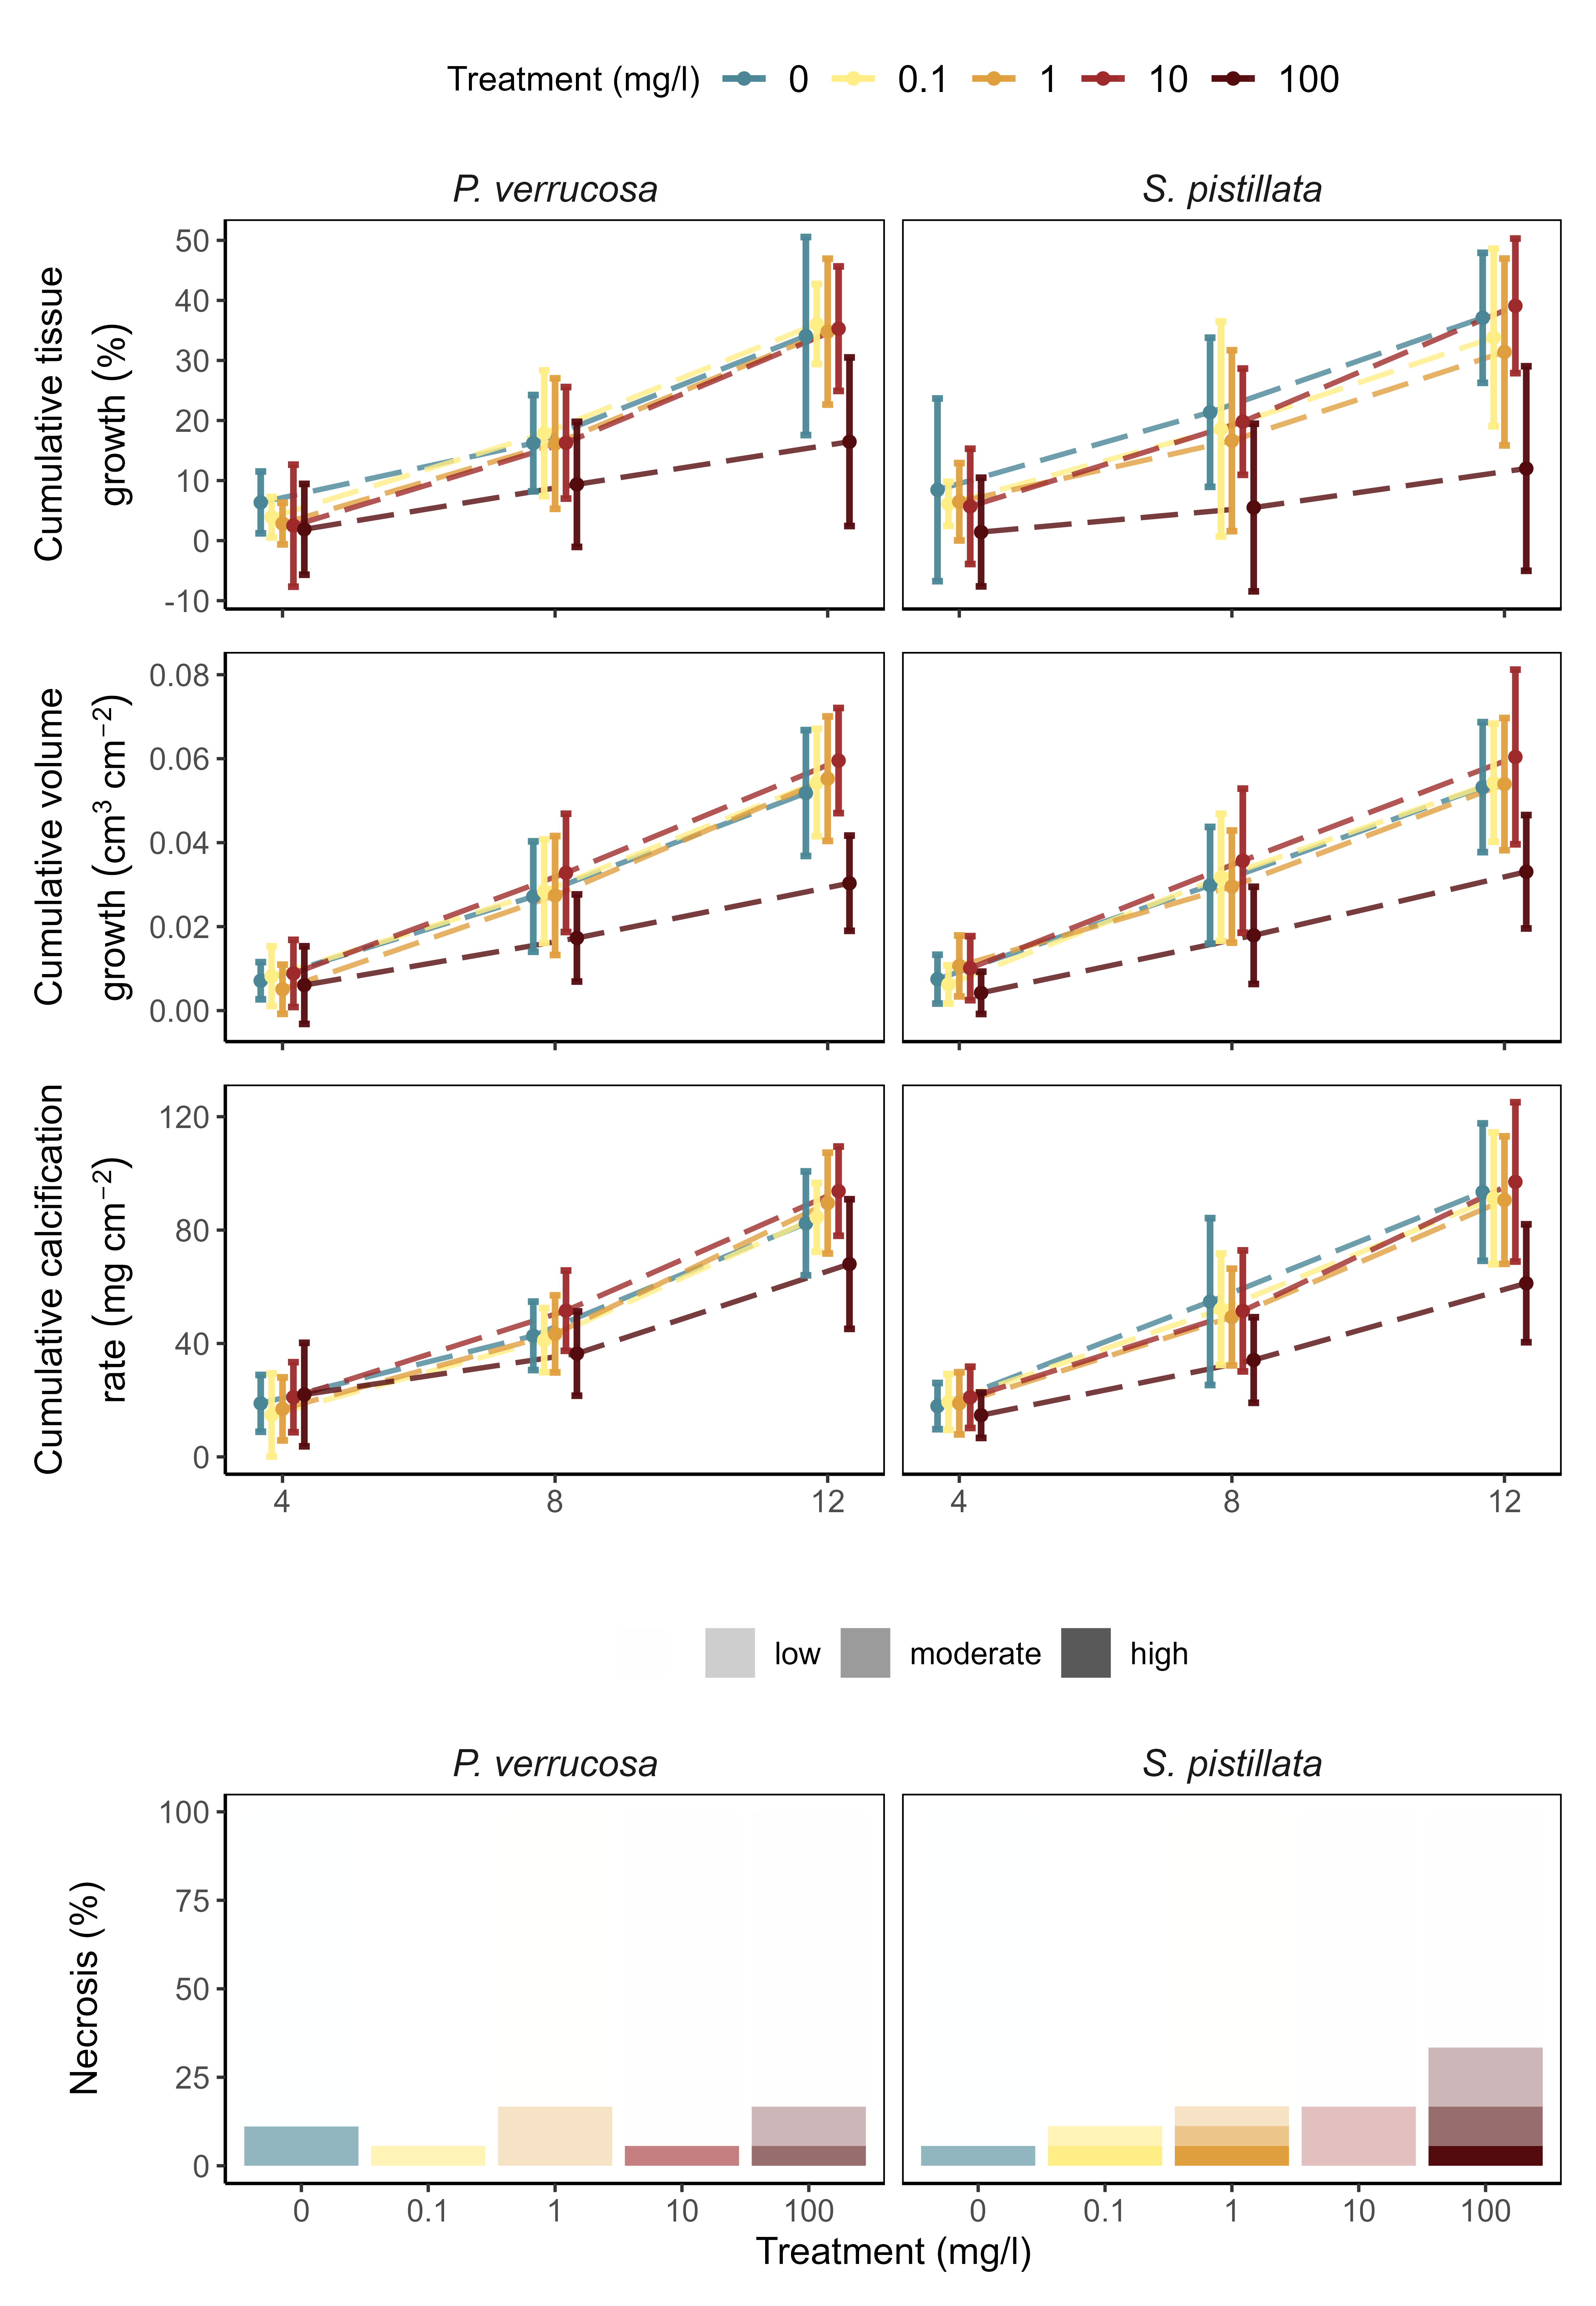 Treatment (mg/l) 0 0.1 1 10 100
P. verrucosa S. pistillata
Cumulative tissue
growth (%)
50
40
30
20
10
0
-10
Cumulative volume
growth (cm³ cm⁻²)
0.08
0.06
0.04
0.02
0.00
Cumulative calcification
rate (mg cm⁻²)
120
80
40
0
4 8 12 4 8 12
low moderate high
P. verrucosa S. pistillata
Necrosis (%)
100
75
50
25
0
0 0.1 1 10 100 0 0.1 1 10 100
Treatment (mg/l)